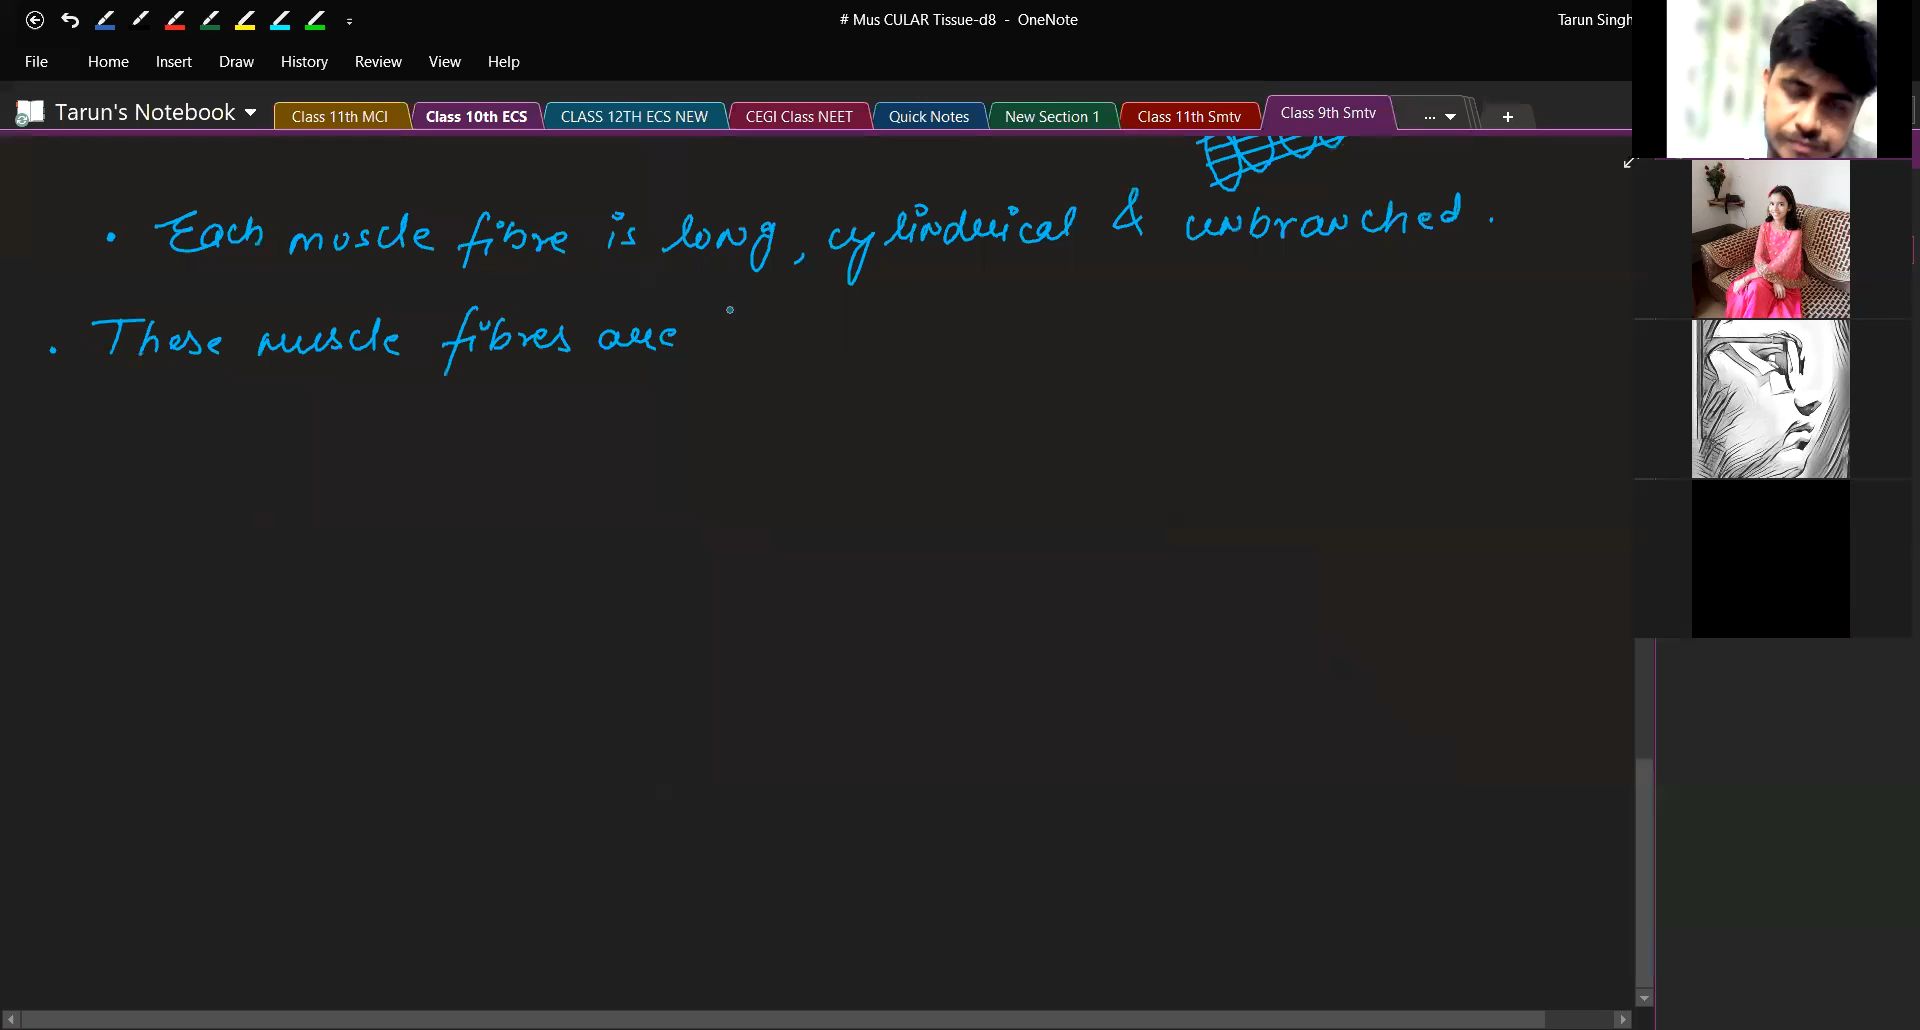 # Mus CULAR Tissue-d8 - OneNote
Tarun Singh
File Home Insert Draw History Review View Help
Tarun's Notebook
Class 11th MCI Class 10th ECS CLASS 12TH ECS NEW CEGI Class NEET Quick Notes New Section 1 Class 11th Smtv Class 9th Smtv ... +
• Each muscle fibre is long, cylindrical & unbranched.
• These muscle fibres are